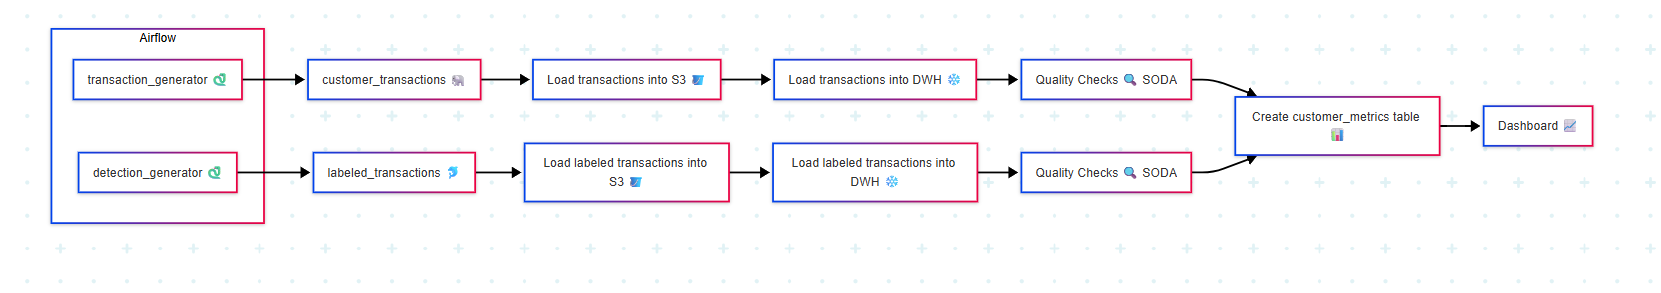 Airflow
transaction_generator
customer_transactions
Load transactions into S3
Load transactions into DWH
Quality Checks 🔍 SODA
detection_generator
labeled_transactions
Load labeled transactions into
S3
Load labeled transactions into
DWH
Quality Checks 🔍 SODA
Create customer_metrics table
Dashboard